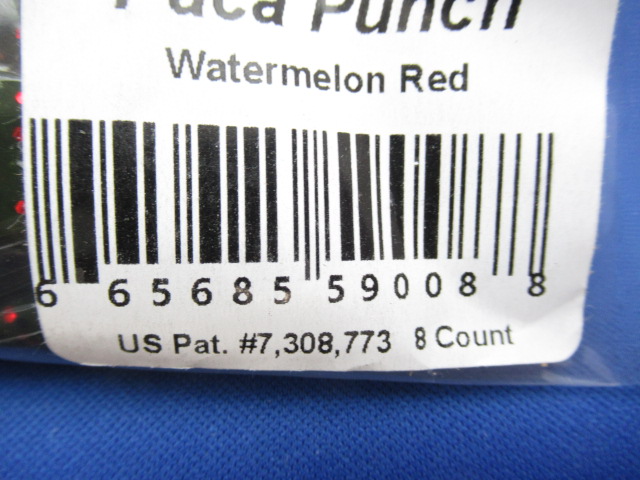 Paca Punch
Watermelon Red
6 65685 59008 8
US Pat. #7,308,773 8 Count